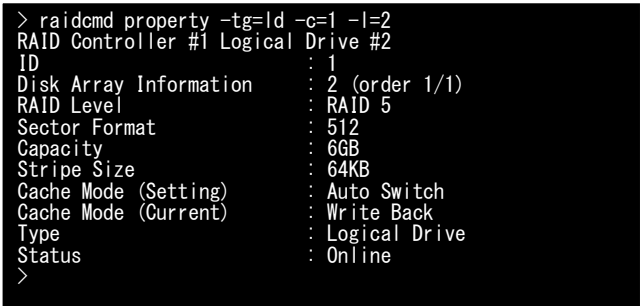 > raidcmd property -tg=ld -c=1 -l=2
RAID Controller #1 Logical Drive #2
ID : 1
Disk Array Information : 2 (order 1/1)
RAID Level : RAID 5
Sector Format : 512
Capacity : 6GB
Stripe Size : 64KB
Cache Mode (Setting) : Auto Switch
Cache Mode (Current) : Write Back
Type : Logical Drive
Status : Online
>